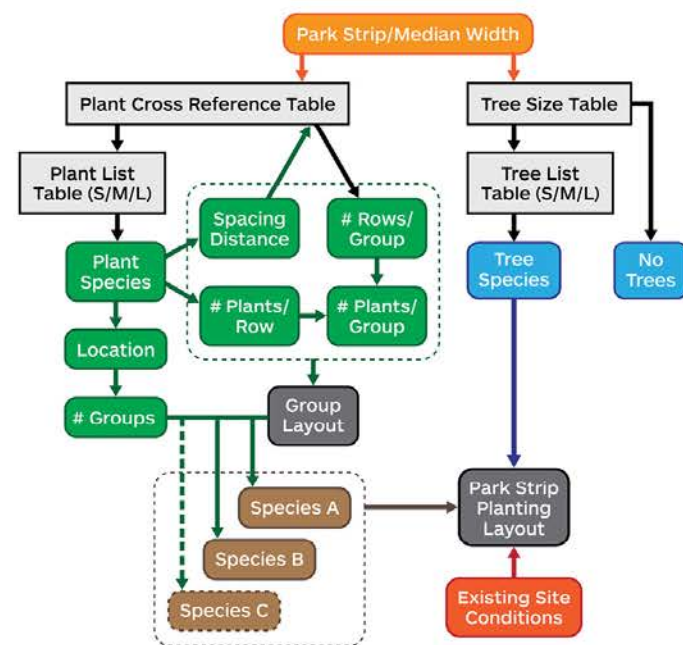 Park Strip/Median Width
Plant Cross Reference Table
Tree Size Table
Plant List
Table (S/M/L)
Tree List
Table (S/M/L)
Spacing
Distance
# Rows/
Group
Plant
Species
Tree
Species
No
Trees
# Plants/
Row
# Plants/
Group
Location
# Groups
Group
Layout
Species A
Species B
Species C
Park Strip
Planting
Layout
Existing Site
Conditions